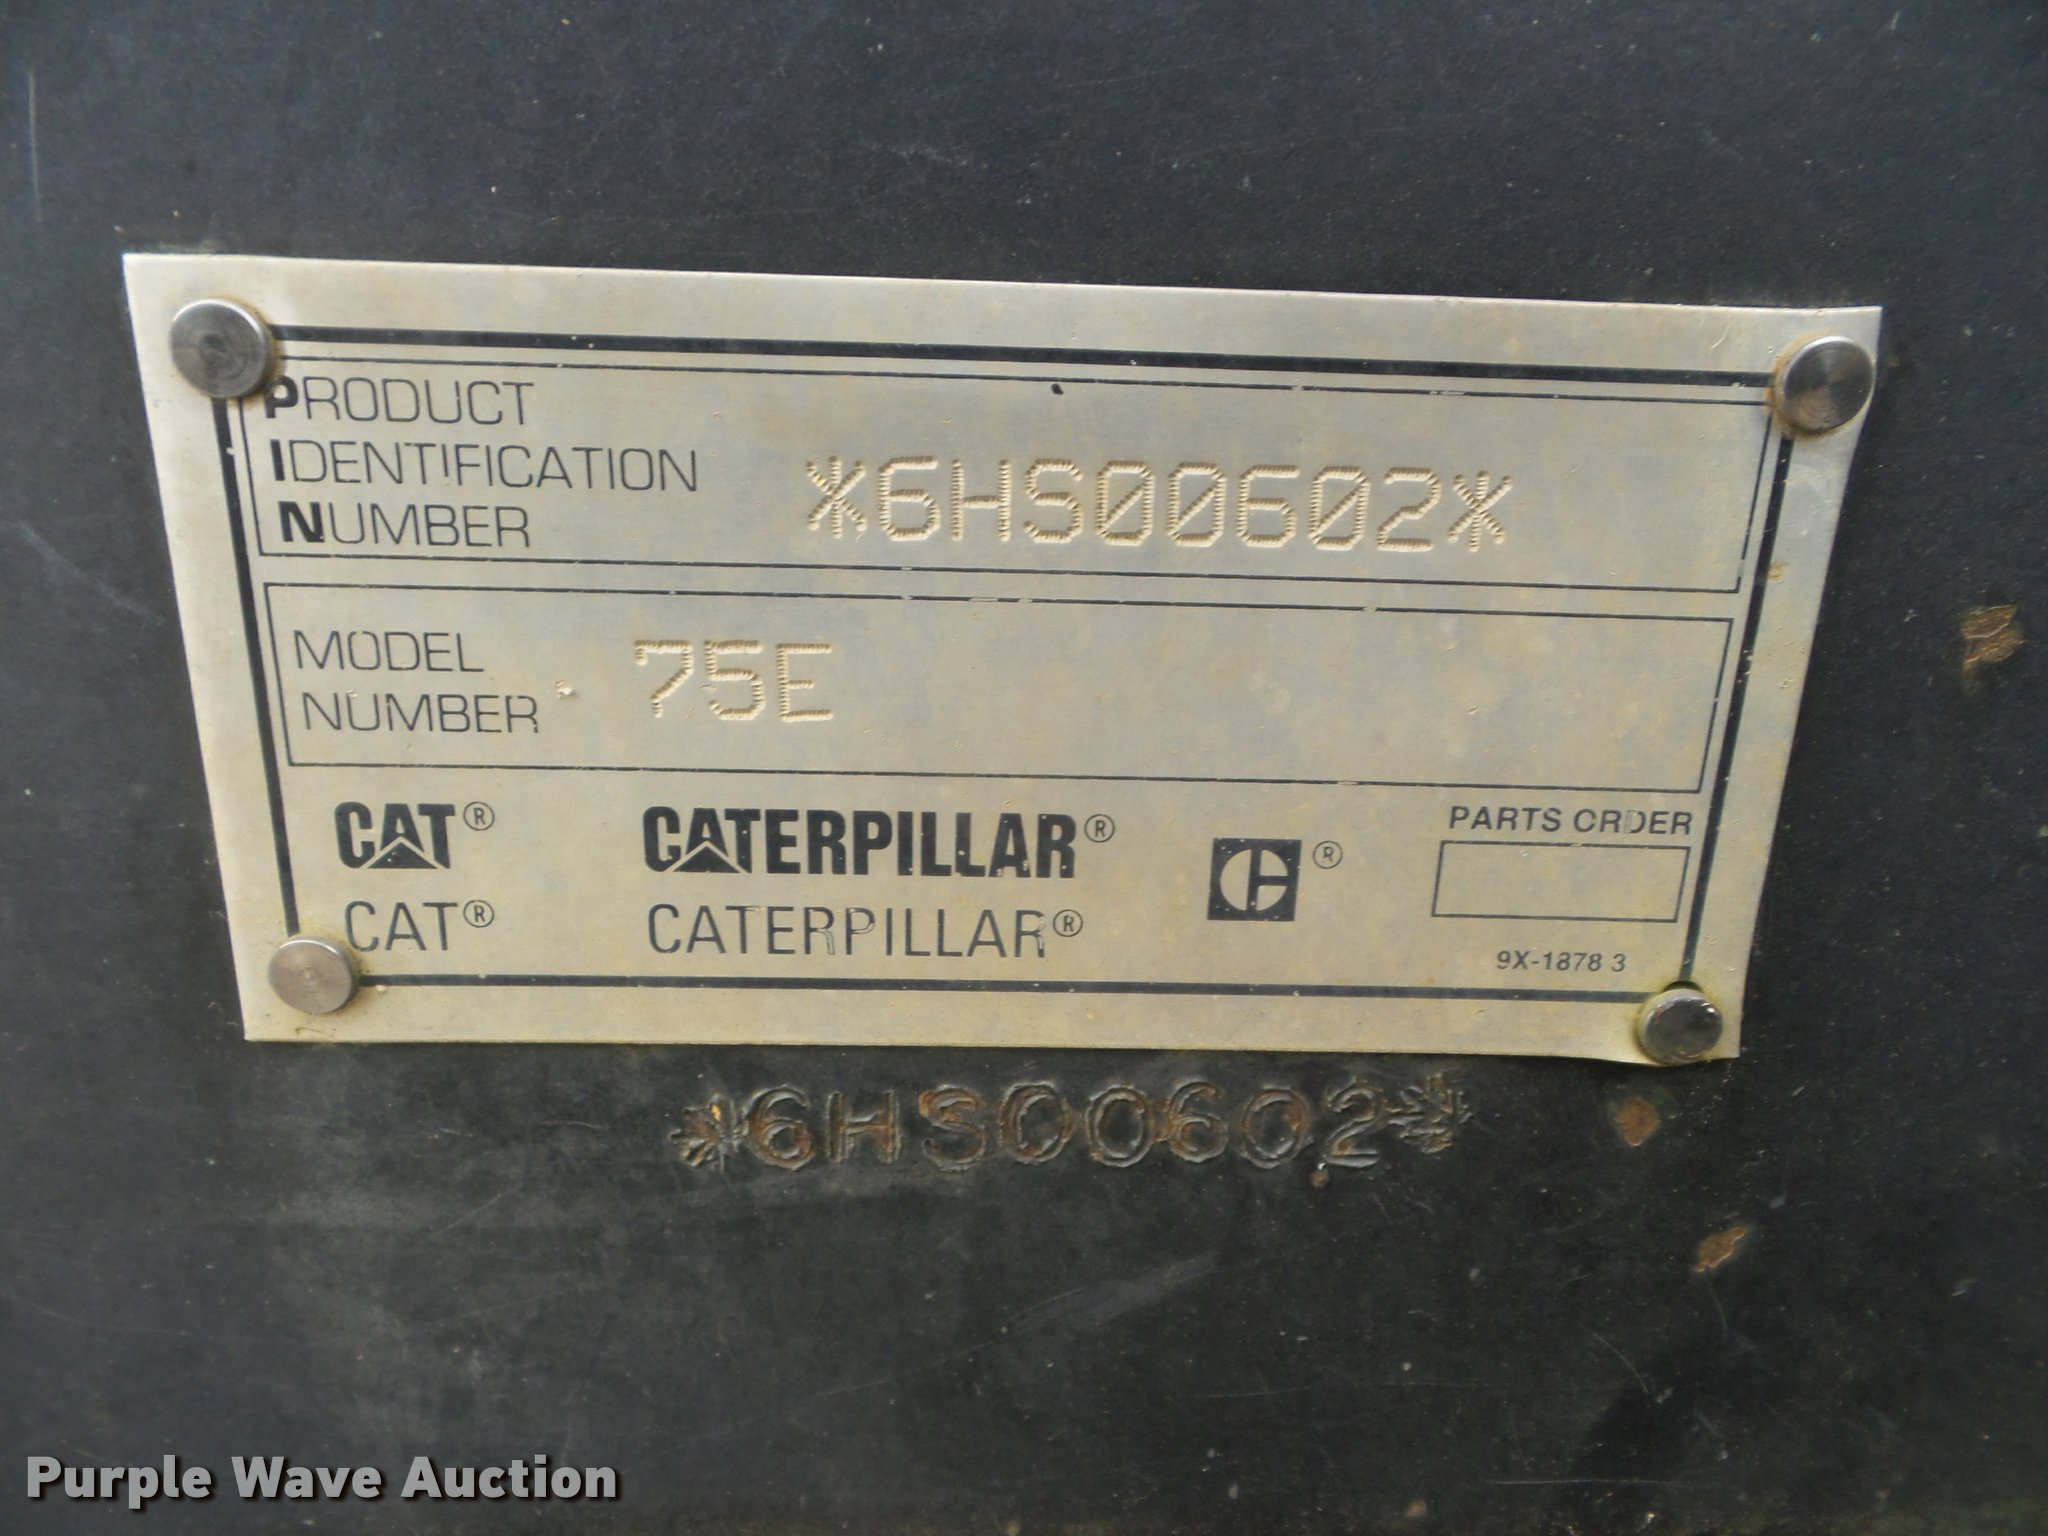 PRODUCT
IDENTIFICATION
NUMBER
*6HS00602*
MODEL
NUMBER
75E
CAT® CATERPILLAR® ®
CAT® CATERPILLAR®
PARTS ORDER
9X-1878 3
*6HS00602*
Purple Wave Auction